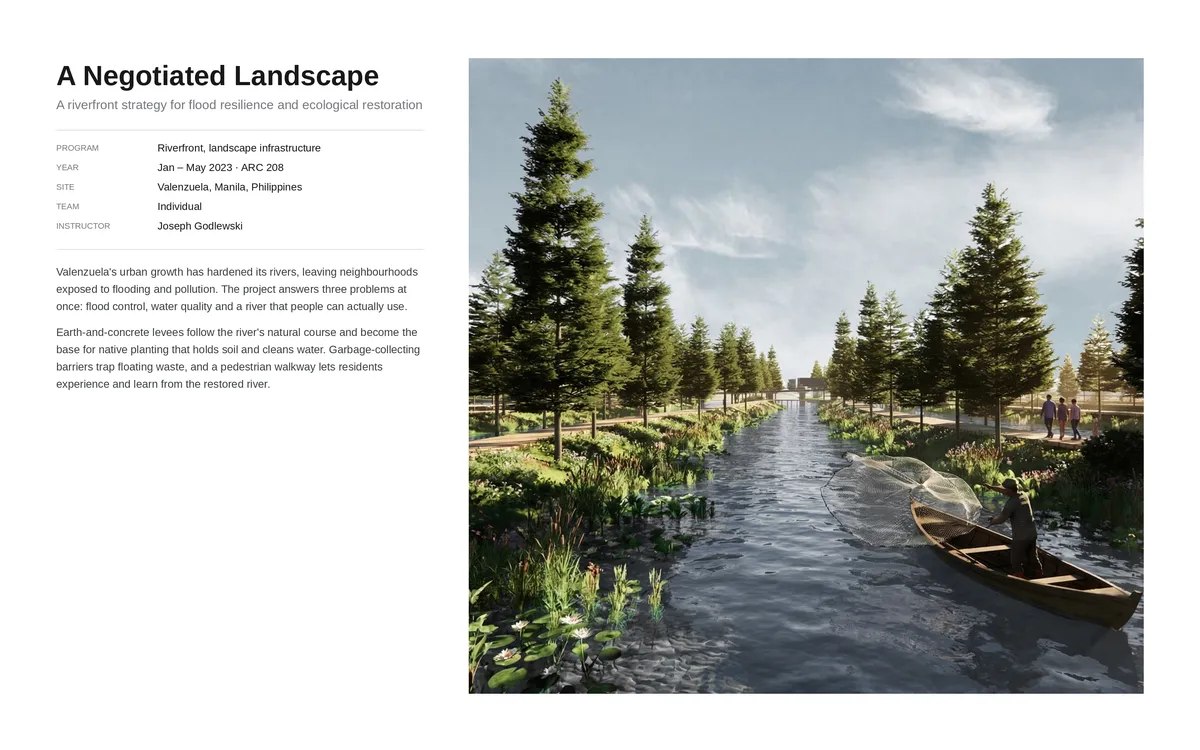 A Negotiated Landscape
A riverfront strategy for flood resilience and ecological restoration
PROGRAM Riverfront, landscape infrastructure
YEAR Jan – May 2023 · ARC 208
SITE Valenzuela, Manila, Philippines
TEAM Individual
INSTRUCTOR Joseph Godlewski
Valenzuela's urban growth has hardened its rivers, leaving neighbourhoods
exposed to flooding and pollution. The project answers three problems at
once: flood control, water quality and a river that people can actually use.
Earth-and-concrete levees follow the river's natural course and become the
base for native planting that holds soil and cleans water. Garbage-collecting
barriers trap floating waste, and a pedestrian walkway lets residents
experience and learn from the restored river.